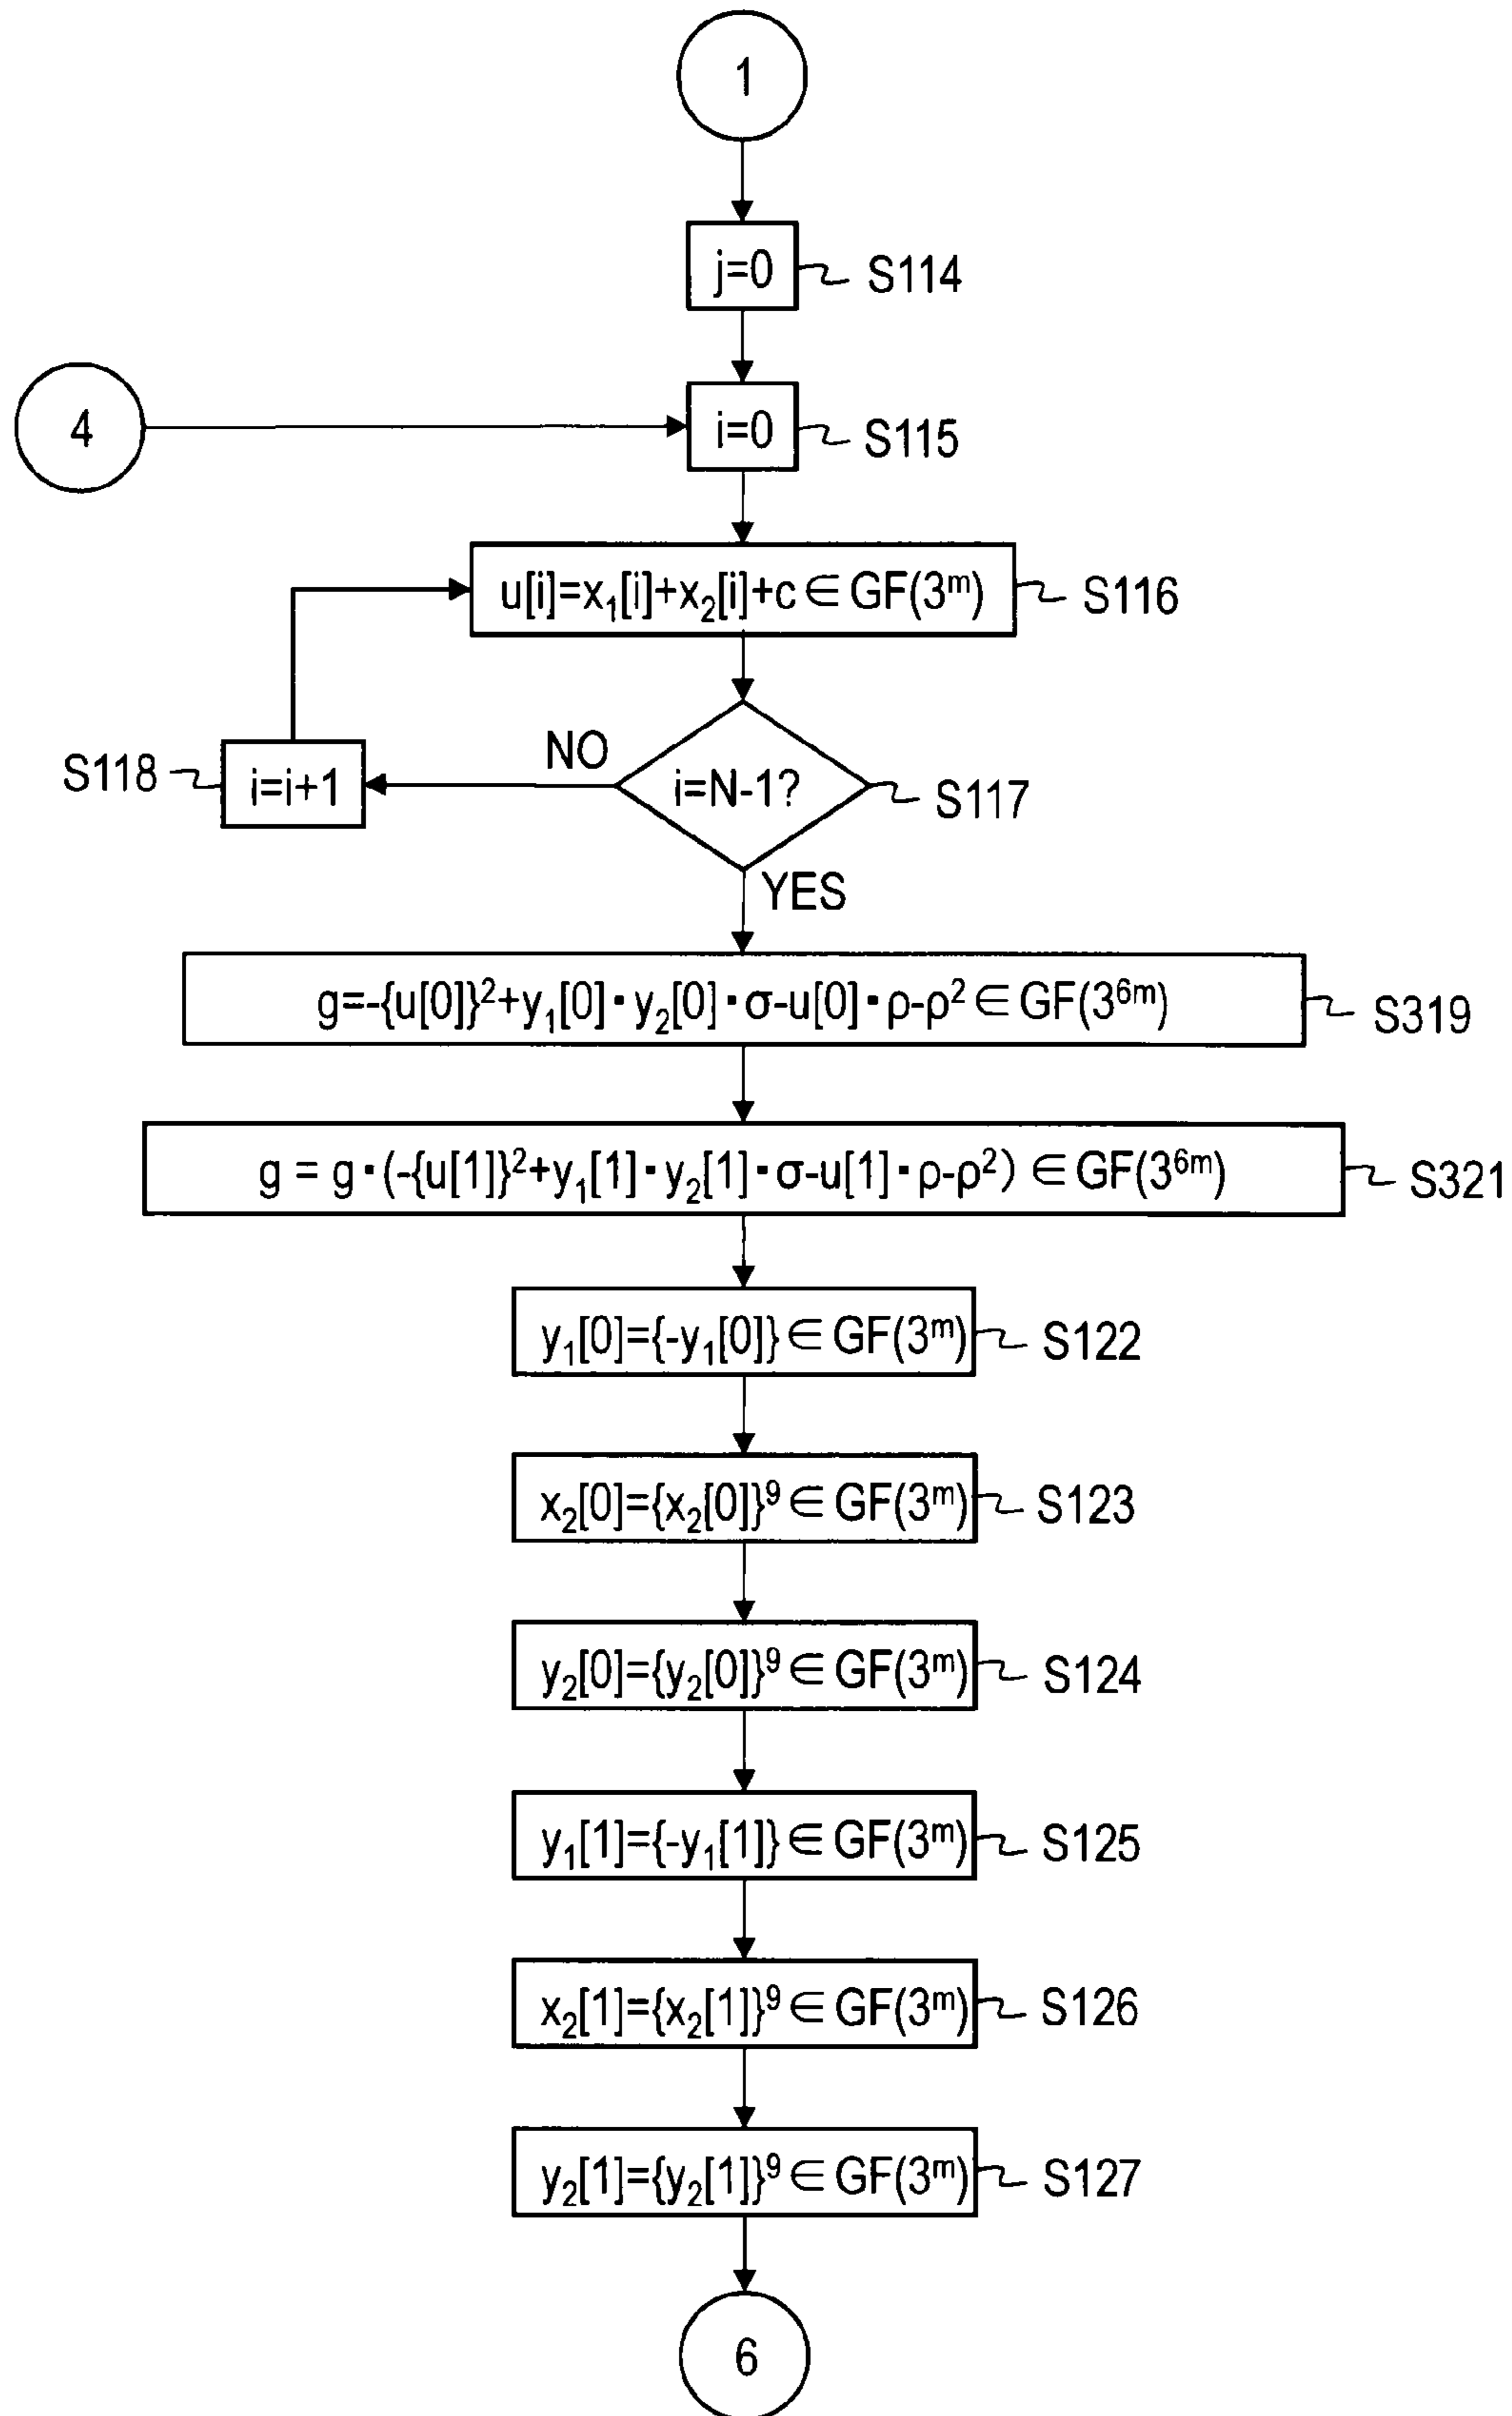 1
j=0 S114
4
i=0 S115
u[i]=x₁[i]+x₂[i]+c∈GF(3ᵐ) S116
NO
S118 i=i+1
i=N-1? S117
YES
g=-{u[0]}²+y₁[0]▪y₂[0]▪σ-u[0]▪ρ-ρ²∈GF(3⁶ᵐ) S319
g = g▪(-{u[1]}²+y₁[1]▪y₂[1]▪σ-u[1]▪ρ-ρ²)∈GF(3⁶ᵐ) S321
y₁[0]={-y₁[0]}∈GF(3ᵐ) S122
x₂[0]={x₂[0]}⁹∈GF(3ᵐ) S123
y₂[0]={y₂[0]}⁹∈GF(3ᵐ) S124
y₁[1]={-y₁[1]}∈GF(3ᵐ) S125
x₂[1]={x₂[1]}⁹∈GF(3ᵐ) S126
y₂[1]={y₂[1]}⁹∈GF(3ᵐ) S127
6